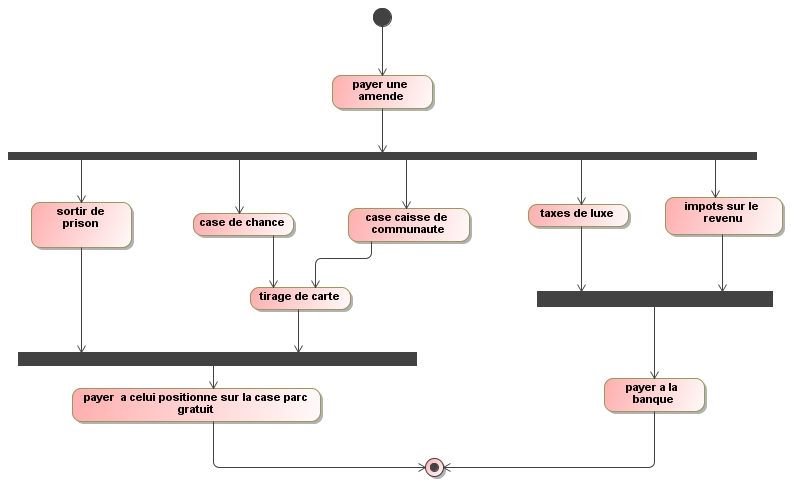 payer une
amende
sortir de
prison
case de chance
case caisse de
communaute
taxes de luxe
impots sur le
revenu
tirage de carte
payer a celui positionne sur la case parc
gratuit
payer a la
banque